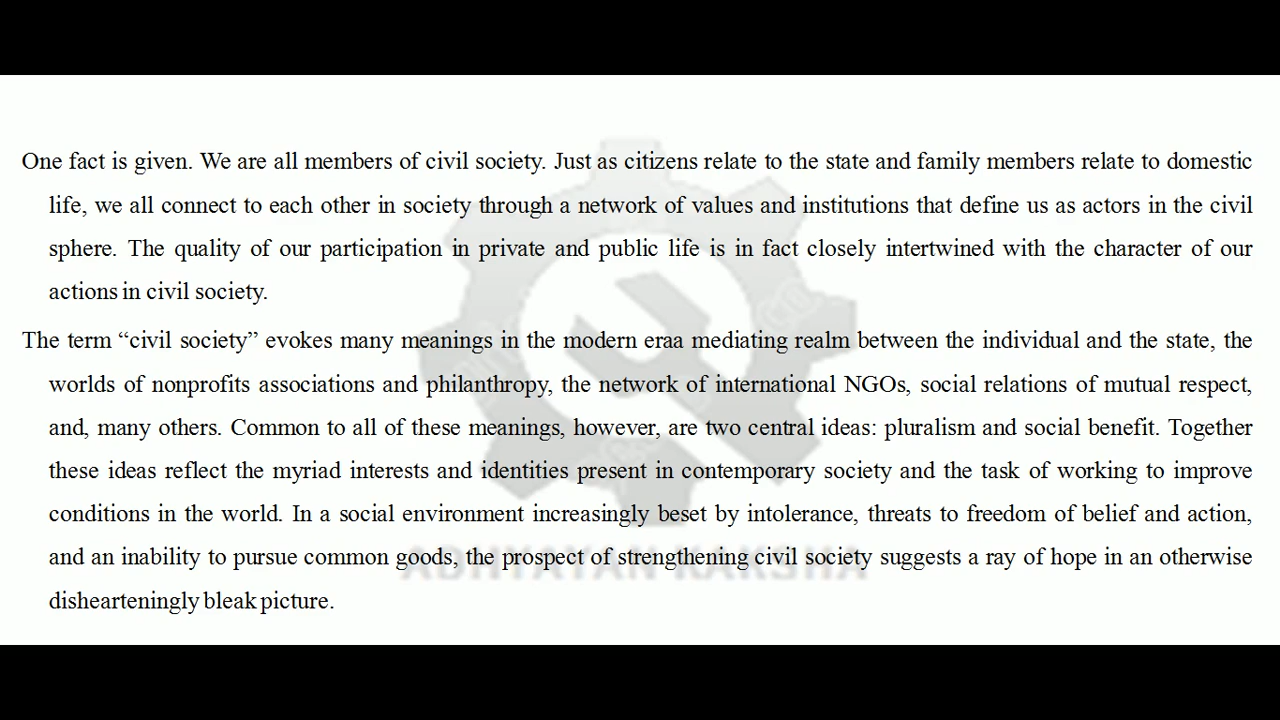 One fact is given. We are all members of civil society. Just as citizens relate to the state and family members relate to domestic
life, we all connect to each other in society through a network of values and institutions that define us as actors in the civil
sphere. The quality of our participation in private and public life is in fact closely intertwined with the character of our
actions in civil society.
The term “civil society” evokes many meanings in the modern eraa mediating realm between the individual and the state, the
worlds of nonprofits associations and philanthropy, the network of international NGOs, social relations of mutual respect,
and, many others. Common to all of these meanings, however, are two central ideas: pluralism and social benefit. Together
these ideas reflect the myriad interests and identities present in contemporary society and the task of working to improve
conditions in the world. In a social environment increasingly beset by intolerance, threats to freedom of belief and action,
and an inability to pursue common goods, the prospect of strengthening civil society suggests a ray of hope in an otherwise
ADHYAYAN KAKSHA
dishearteningly bleak picture.